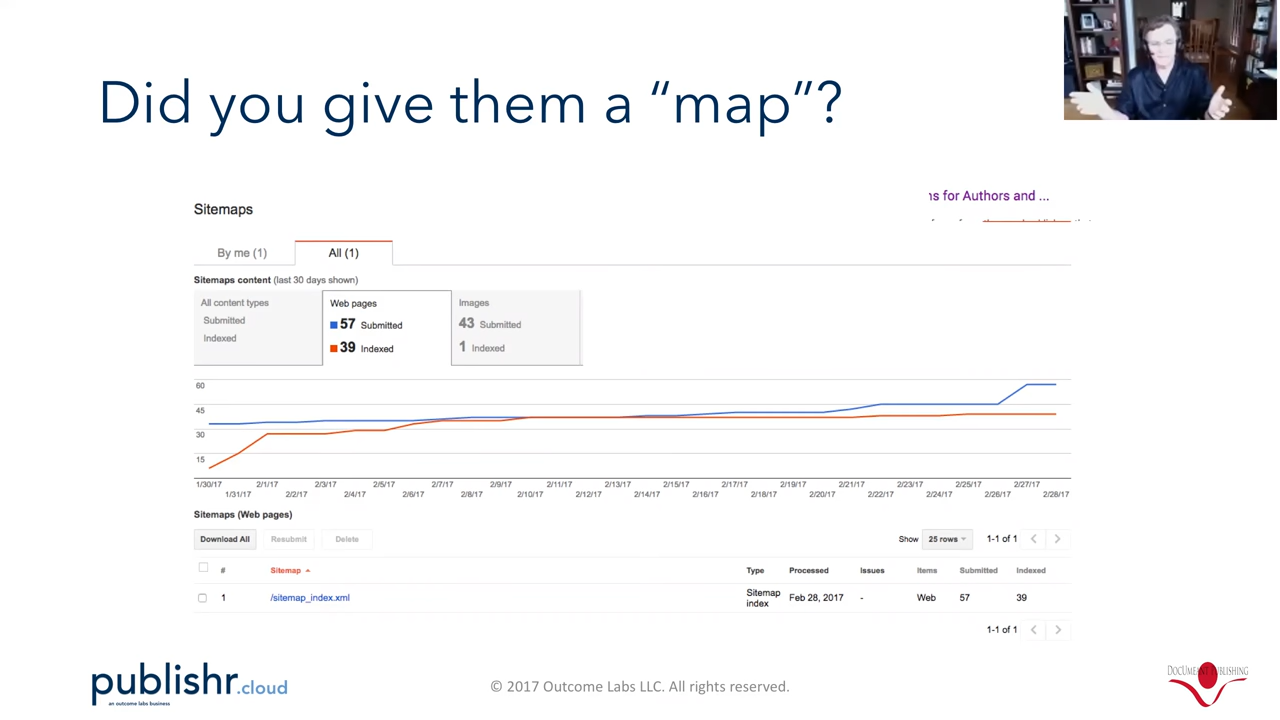 Did you give them a “map”?
ns for Authors and ...
Sitemaps
By me (1)
All (1)
Sitemaps content (last 30 days shown)
All content types
Submitted
Indexed
Web pages
57 Submitted
39 Indexed
Images
43 Submitted
1 Indexed
60
45
30
15
1/30/17 2/1/17 2/3/17 2/5/17 2/7/17 2/9/17 2/11/17 2/13/17 2/15/17 2/17/17 2/19/17 2/21/17 2/23/17 2/25/17 2/27/17
1/31/17 2/2/17 2/4/17 2/6/17 2/8/17 2/10/17 2/12/17 2/14/17 2/16/17 2/18/17 2/20/17 2/22/17 2/24/17 2/26/17 2/28/17
Sitemaps (Web pages)
Download All Resubmit Delete
Show 25 rows 1-1 of 1
# Sitemap Type Processed Issues Items Submitted Indexed
1 /sitemap_index.xml Sitemap index Feb 28, 2017 - Web 57 39
1-1 of 1
publishr.cloud
an outcome labs business
© 2017 Outcome Labs LLC. All rights reserved.
DocUmeant Publishing